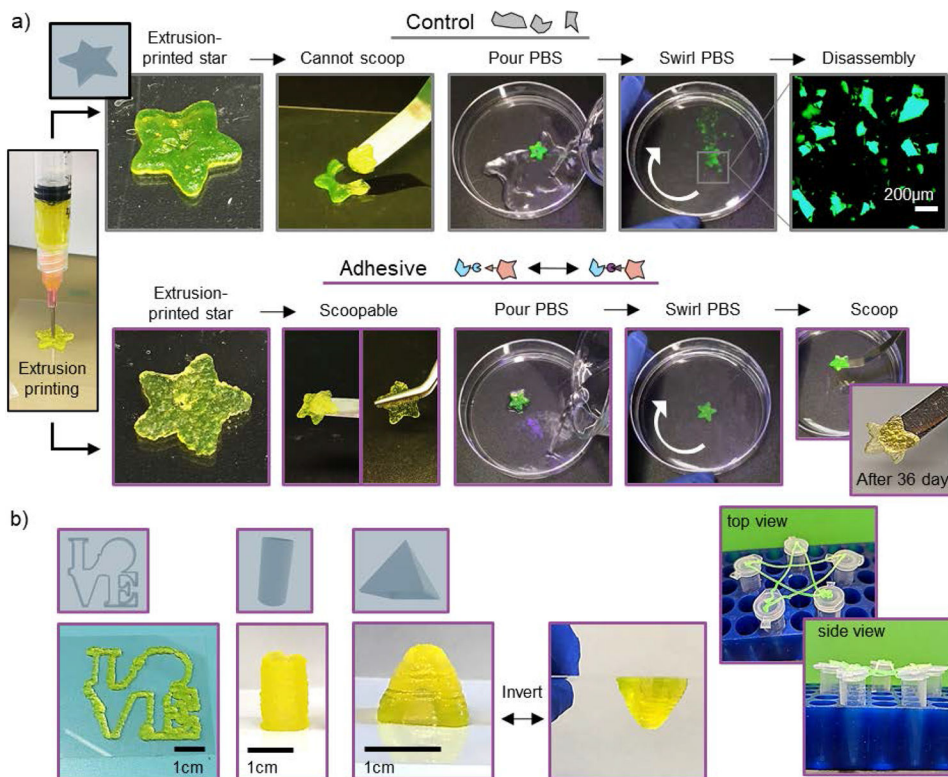 a)
Control
Extrusion-
printed star
Cannot scoop
Pour PBS
Swirl PBS
Disassembly
200µm
Extrusion
printing
Adhesive
Extrusion-
printed star
Scoopable
Pour PBS
Swirl PBS
Scoop
After 36 day
b)
Invert
top view
side view
1cm
1cm
1cm